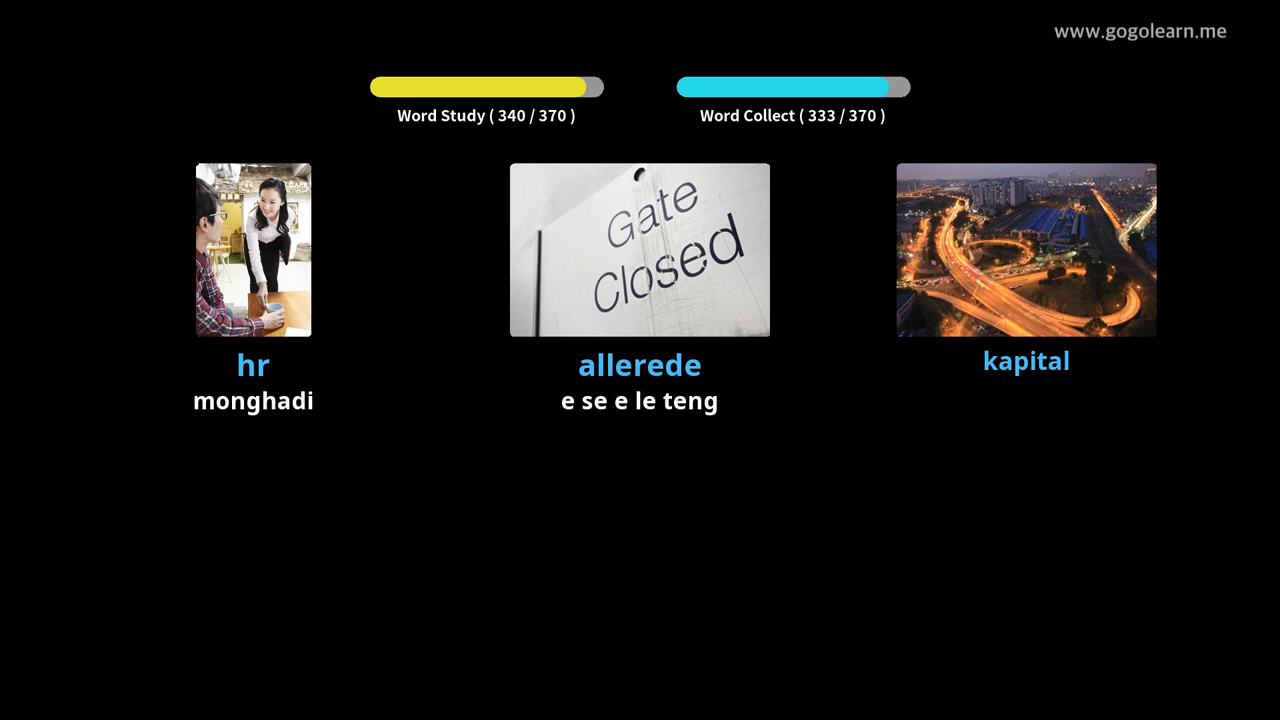 www.gogolearn.me
Word Study ( 340 / 370 )
Word Collect ( 333 / 370 )
Gate
Closed
hr
monghadi
allerede
e se e le teng
kapital